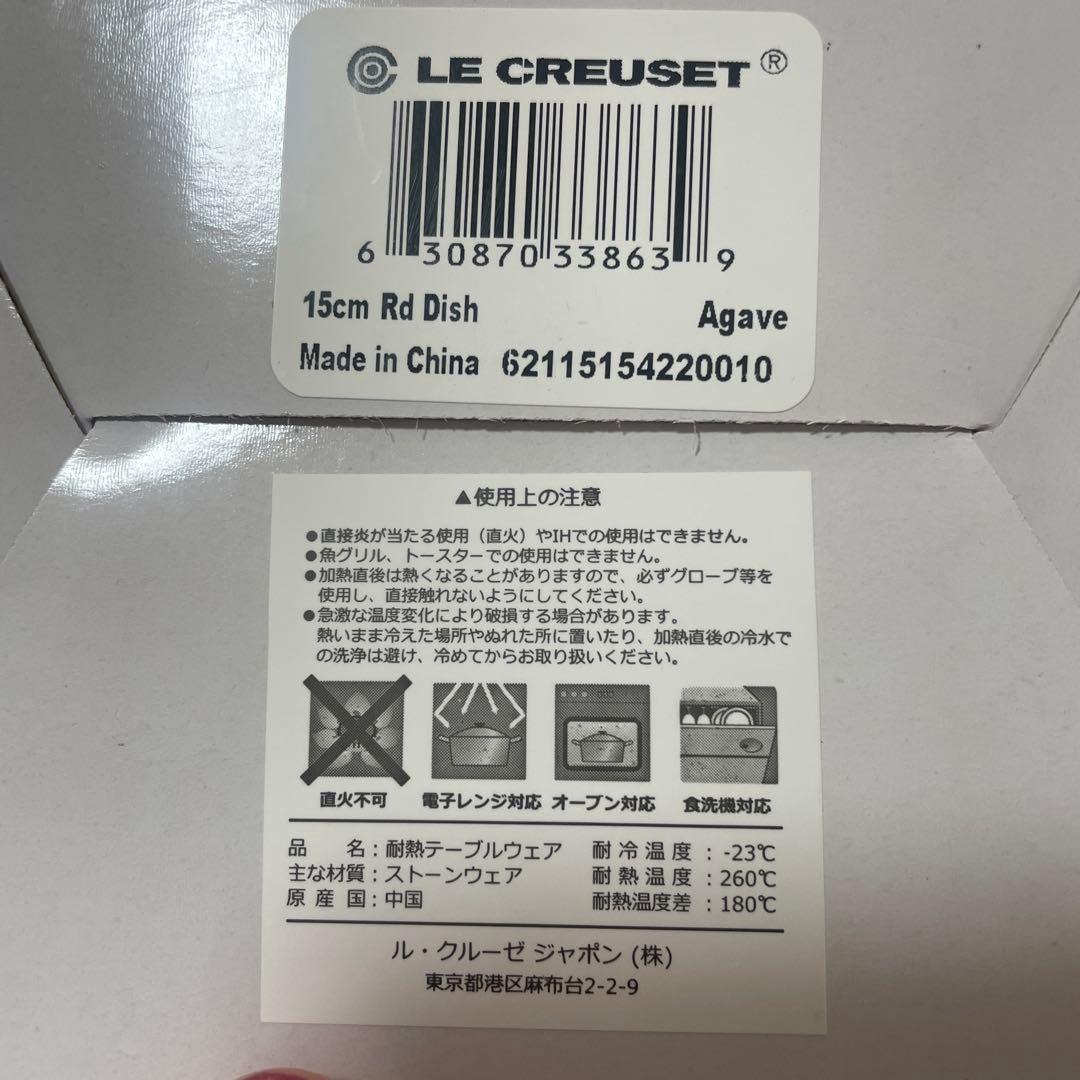 LE CREUSET ®
6 30870 33863 9
15cm Rd Dish Agave
Made in China 62115154220010
▲使用上の注意
●直接炎が当たる使用（直火）やIHでの使用はできません。
●魚グリル、トースターでの使用はできません。
●加熱直後は熱くなることがありますので、必ずグローブ等を
使用し、直接触れないようにしてください。
●急激な温度変化により破損する場合があります。
熱いまま冷えた場所やぬれた所に置いたり、加熱直後の冷水で
の洗浄は避け、冷めてからお取り扱いください。
直火不可 電子レンジ対応 オーブン対応 食洗機対応
品 名：耐熱テーブルウェア 耐冷温度：-23℃
主な材質：ストーンウェア 耐熱温度：260℃
原産国：中国 耐熱温度差：180℃
ル・クルーゼ ジャポン (株)
東京都港区麻布台2-2-9